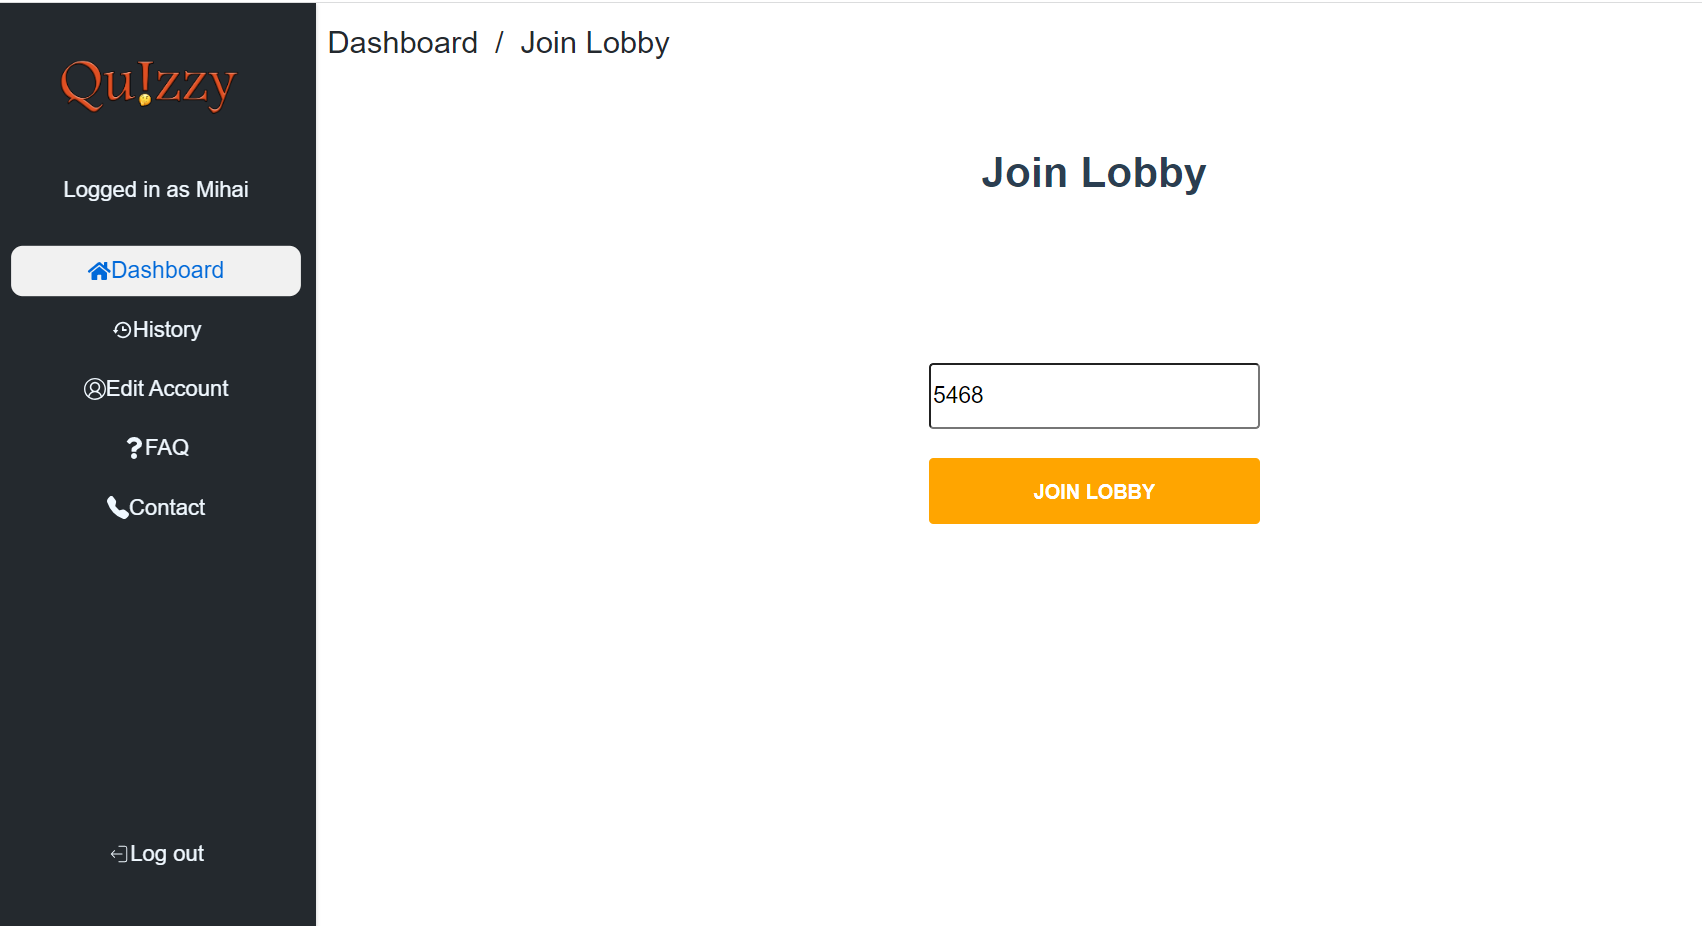 Qu!zzy
Logged in as Mihai
Dashboard
History
Edit Account
FAQ
Contact
Log out
Dashboard / Join Lobby
Join Lobby
5468
JOIN LOBBY